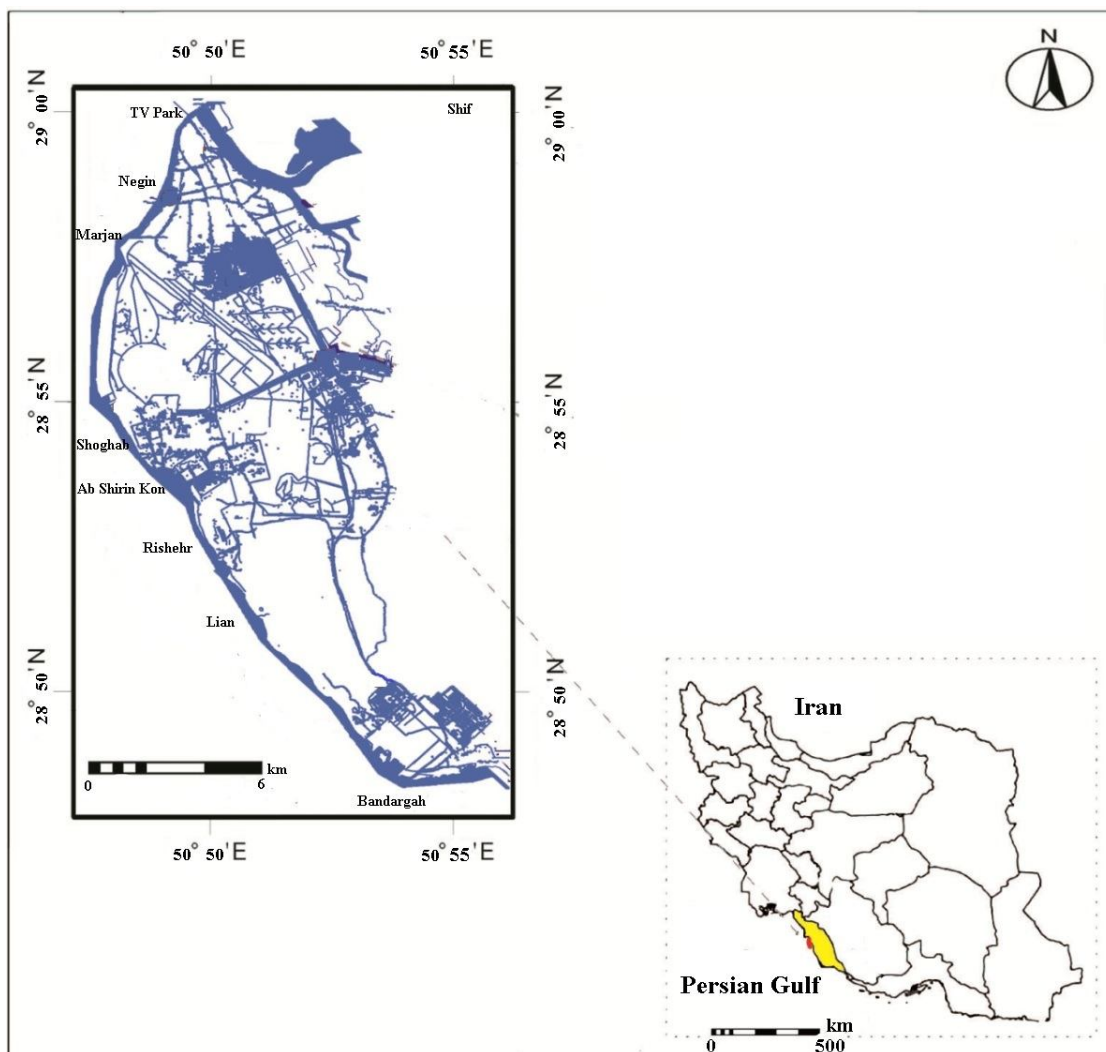 50° 50'E
50° 55'E
N
29° 00'N
29° 00'N
TV Park
Shif
Negin
Marjan
28° 55'N
28° 55'N
Shoghab
Ab Shirin Kon
Rishehr
Lian
28° 50'N
28° 50'N
0
6
km
Bandargah
50° 50'E
50° 55'E
Iran
Persian Gulf
km
0
500